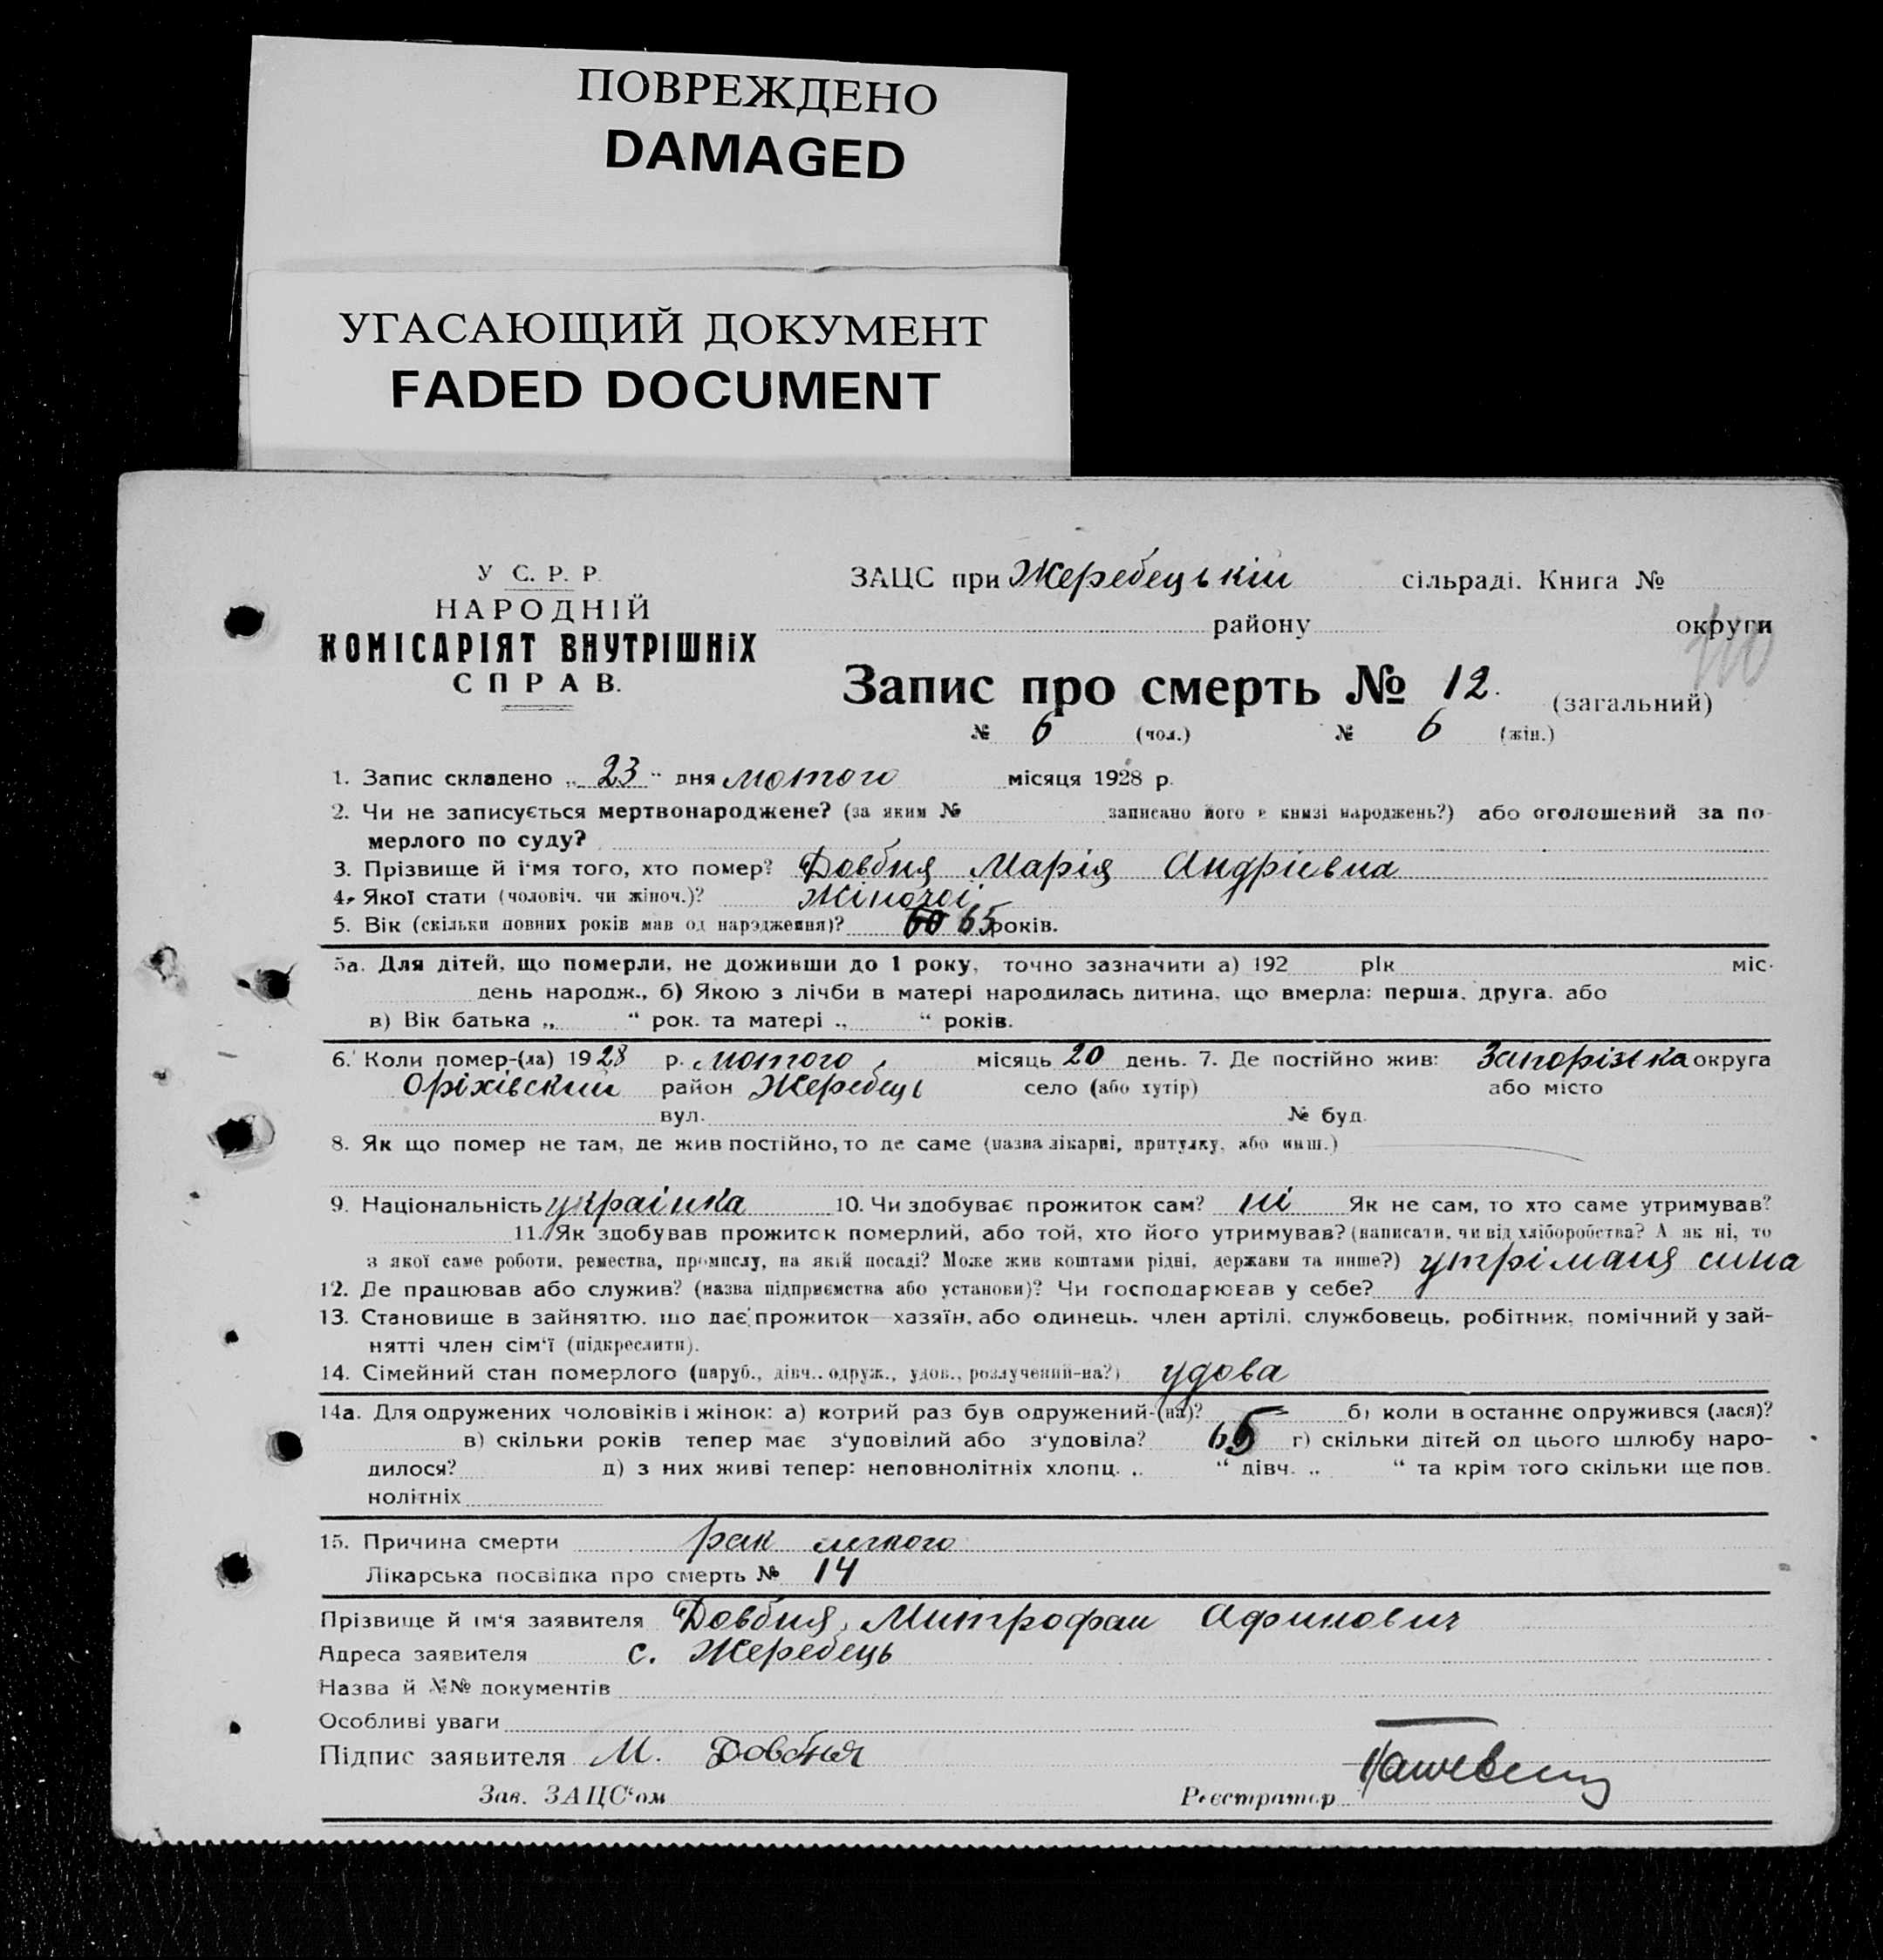 ПОВРЕЖДЕНО
DAMAGED
УГАСАЮЩИЙ ДОКУМЕНТ
FADED DOCUMENT
У С. Р. Р.
НАРОДНІЙ
КОМІСАРІЯТ ВНУТРІШНІХ
СПРАВ.
ЗАЦС при Жеребецькій сільраді. Книга №
району округи
110
Запис про смерть № 12. (загальний)
№ 6 (чол.) № 6 (жін.)
1. Запис складено „ 23 " дня лютого місяця 1928 р.
2. Чи не записується мертвонароджене? (за яким № записано його в книзі народжень?) або оголошений за по-
мерлого по суду?
3. Прізвище й і'мя того, хто помер? Довбня Марія Андрієвна
4. Якої стати (чоловіч. чи жіноч.)? Жіночої
5. Вік (скільки повних років мав од народження)? 60 65 років.
5а. Для дітей, що померли, не доживши до 1 року, точно зазначити а) 192 рік міс.
день народж., б) Якою з лічби в матері народилась дитина, що вмерла: перша, друга, або
в) Вік батька „ " рок. та матері „ " років.
6. Коли помер-(ла) 1928 р. лютого місяць 20 день. 7. Де постійно жив: Запорізька округа
Оріхівский район Жеребець село (або хутір) або місто
вул. № буд.
8. Як що помер не там, де жив постійно, то де саме (назва лікарні, притулку, або инш.)
9. Національність українка 10. Чи здобуває прожиток сам? ні Як не сам, то хто саме утримував?
11. Як здобував прожиток померлий, або той, хто його утримував? (написати, чи від хліборобства? А як ні, то
з якої саме роботи, ремества, промислу, на якій посаді? Може жив коштами рідні, держави та инше?) утріманя сина
12. Де працював або служив? (назва підприємства або установи)? Чи господарював у себе?
13. Становище в зайняттю, що дає прожиток—хазяїн, або одинець, член артілі, службовець, робітник, помічний у зай-
нятті член сім'ї (підкреслити).
14. Сімейний стан померлого (паруб., дівч., одруж., удов., розлучений-на?) удова
14а. Для одружених чоловіків і жінок: а) котрий раз був одружений-(на)? б) коли в останнє одружився (лася)?
в) скільки років тепер має з'удовілий або з'удовіла? 65 г) скільки дітей од цього шлюбу наро-
дилося? д) з них живі тепер: неповнолітніх хлопц. „ " дівч. „ " та крім того скільки ще пов.
нолітніх
15. Причина смерти рак легкого
Лікарська посвідка про смерть № 14
Прізвище й ім'я заявителя Довбня Митрофан
Адреса заявителя с. Жеребець
Назва й №№ документів
Особливі уваги
Підпис заявителя М. Довбня
Зав. ЗАЦС'ом Реєстратор